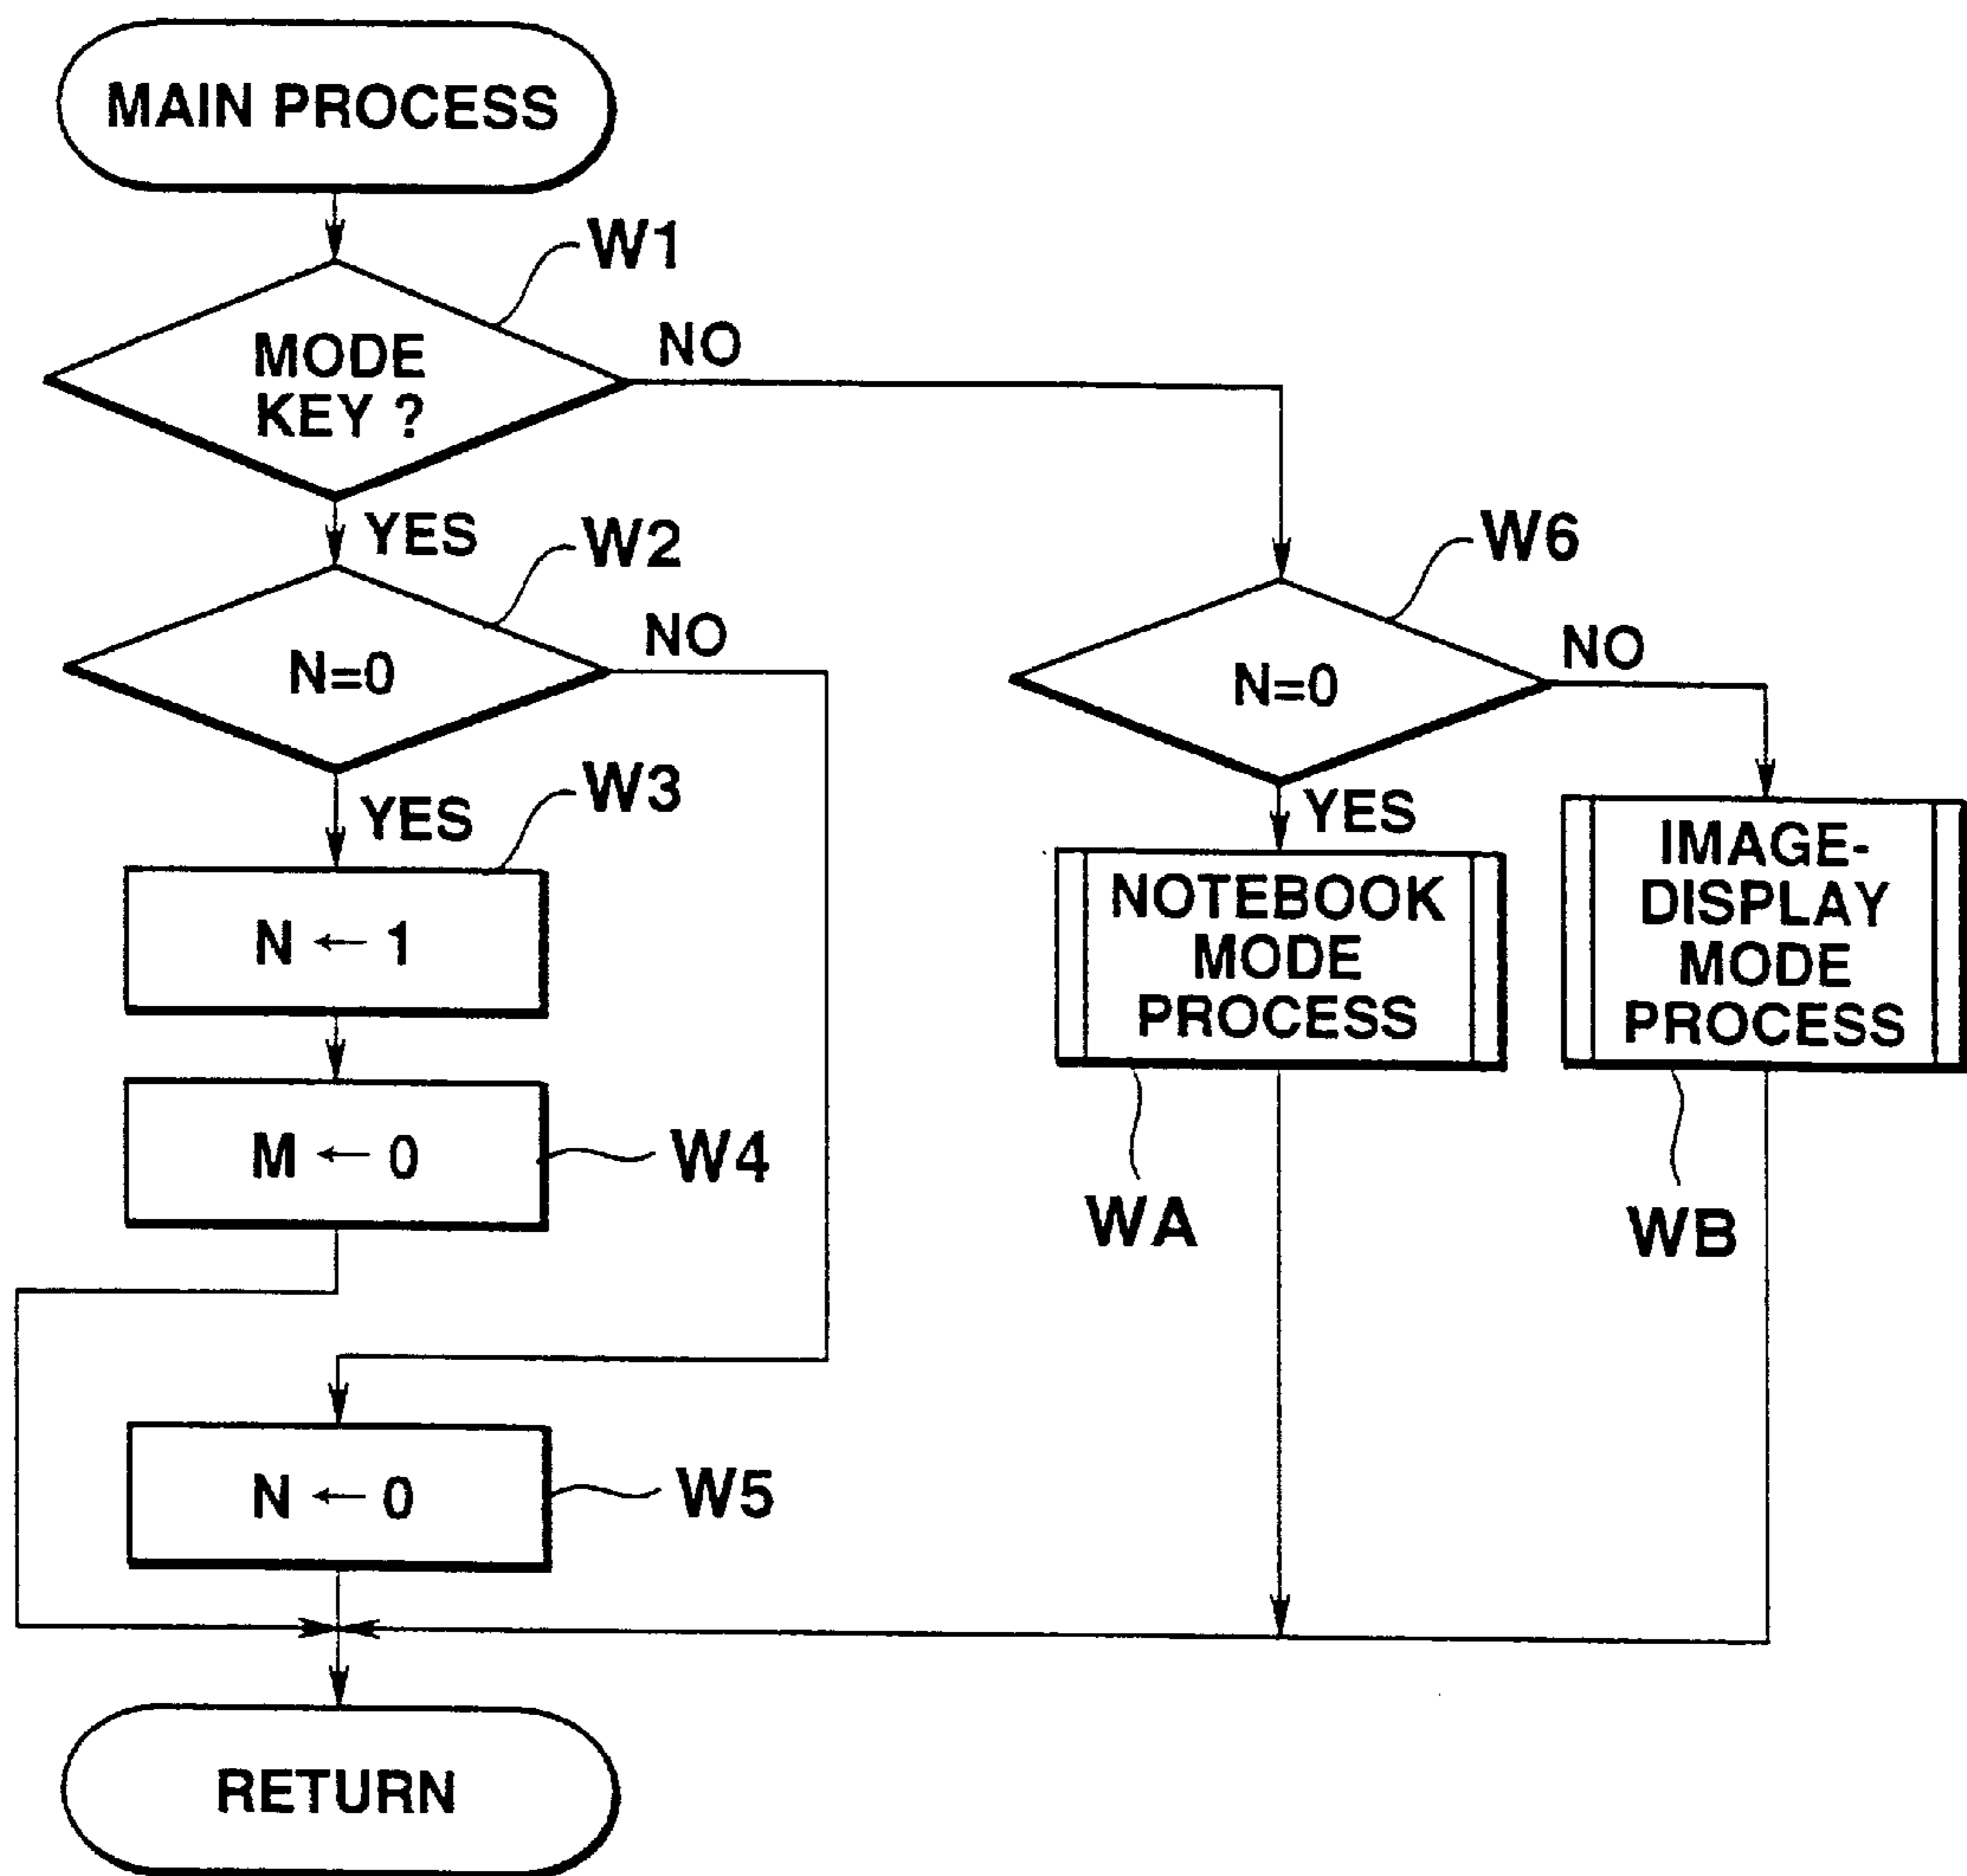 MAIN PROCESS
W1
MODE
KEY ?
NO
YES
W2
N=0
NO
YES
W3
N ← 1
M ← 0
W4
N ← 0
W5
W6
N=0
NO
YES
NOTEBOOK
MODE
PROCESS
WA
IMAGE-
DISPLAY
MODE
PROCESS
WB
RETURN